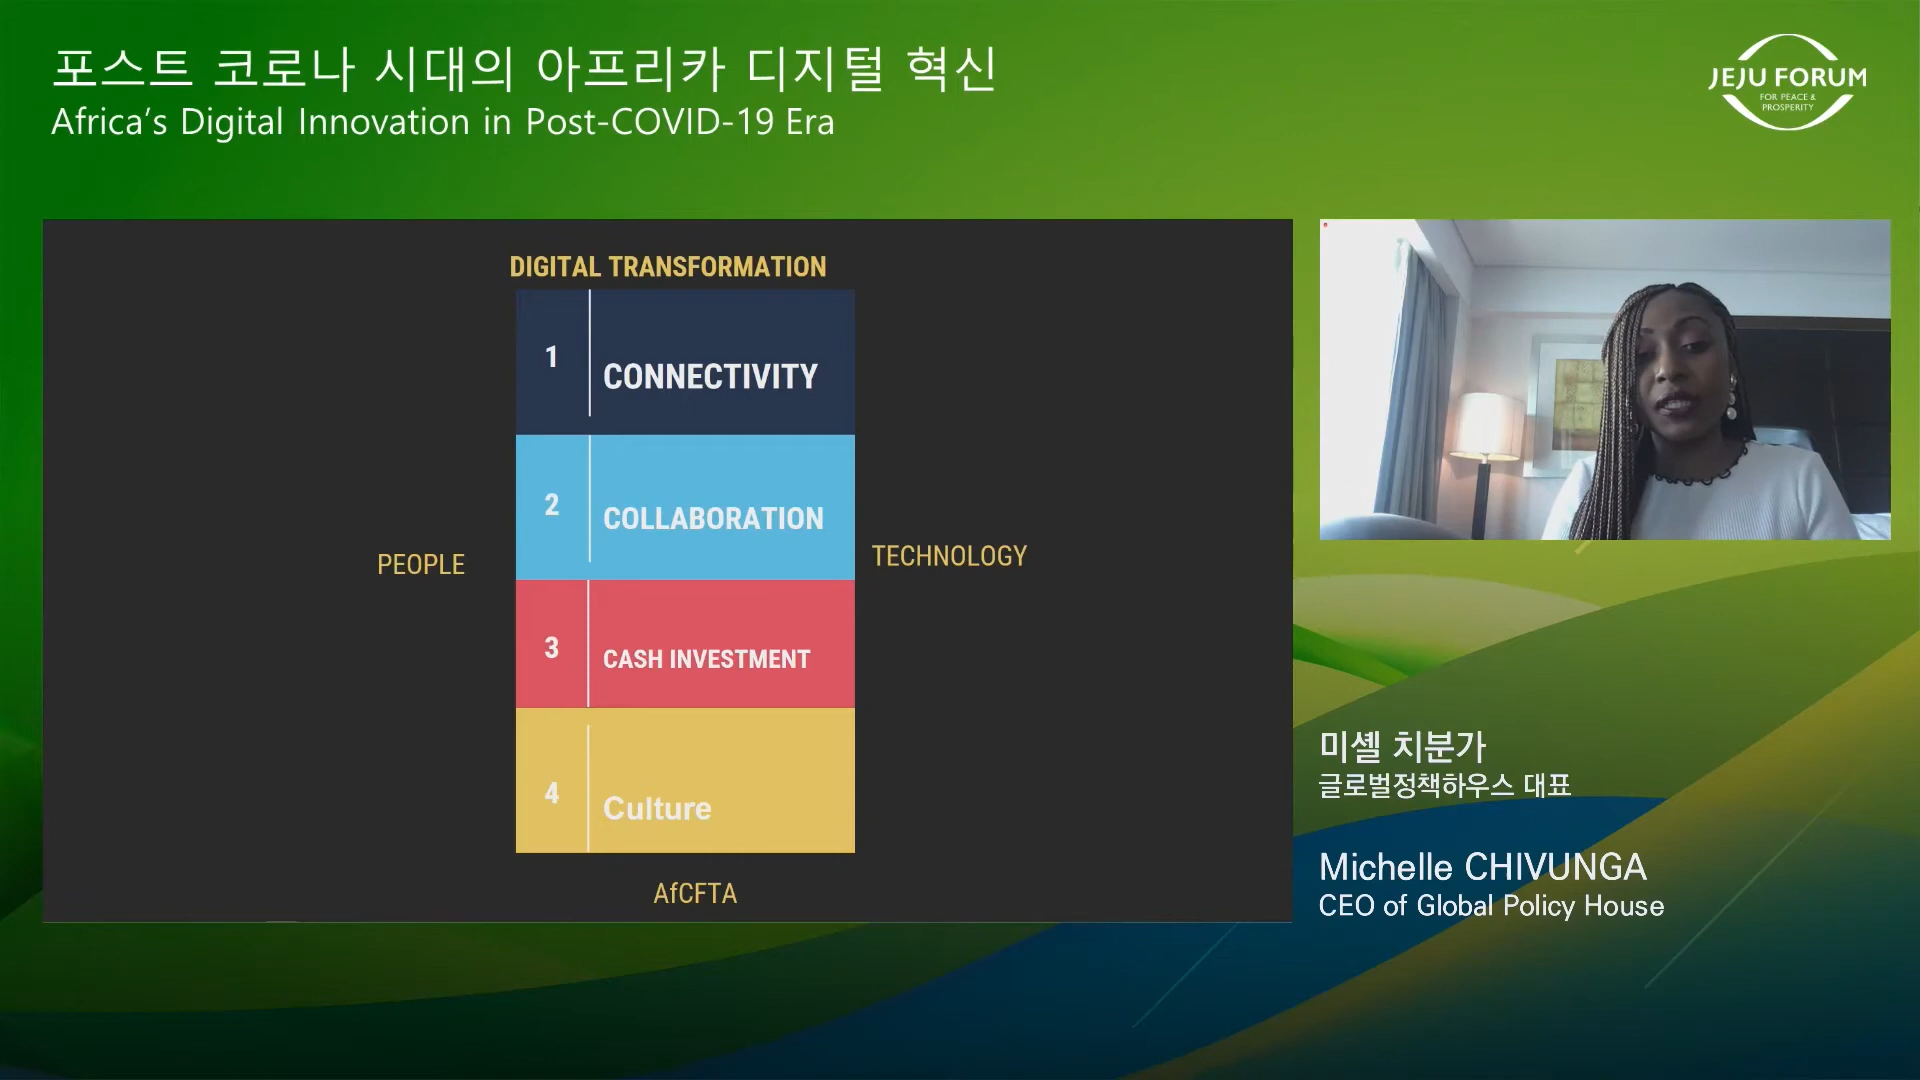 포스트 코로나 시대의 아프리카 디지털 혁신
Africa's Digital Innovation in Post-COVID-19 Era
JEJU FORUM
FOR PEACE &
PROSPERITY
DIGITAL TRANSFORMATION
1 CONNECTIVITY
2 COLLABORATION
PEOPLE
TECHNOLOGY
3 CASH INVESTMENT
4 Culture
AfCFTA
미셸 치분가
글로벌정책하우스 대표
Michelle CHIVUNGA
CEO of Global Policy House